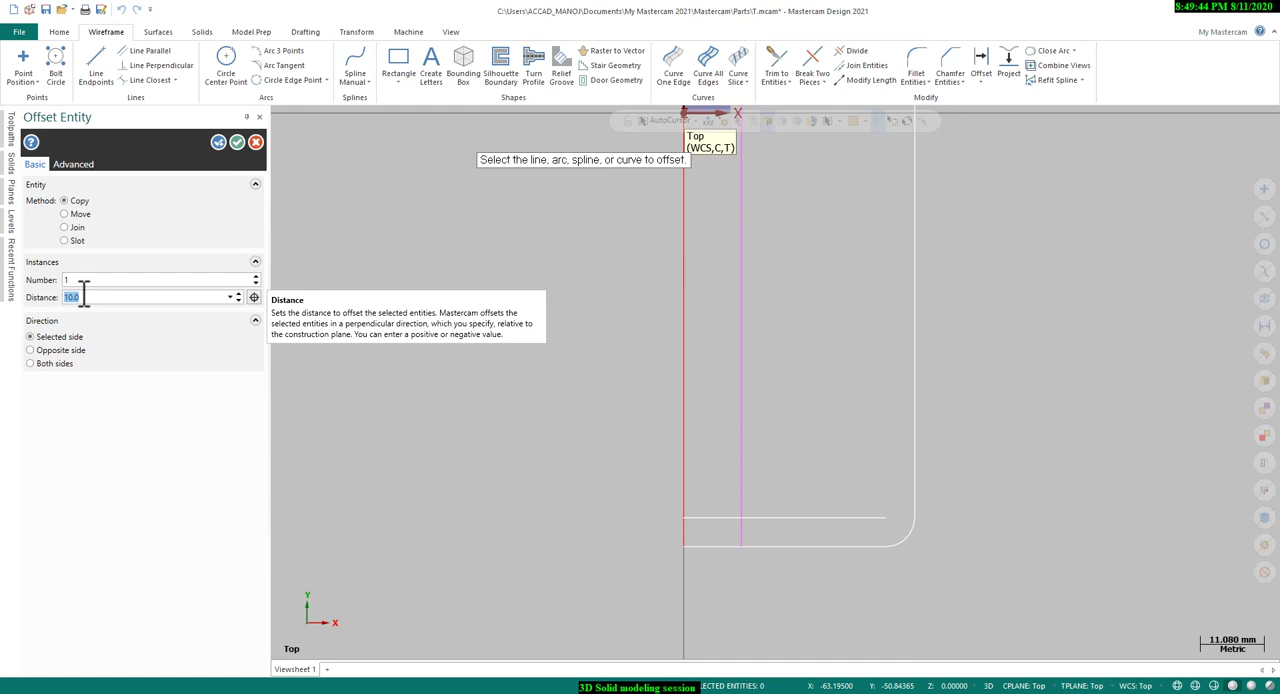 C:\Users\ACCAD_MANOJ\Documents\My Mastercam 2021\Mastercam\Parts\T.mcam* - Mastercam Design 2021
8:49:44 PM 8/11/2020
File Home Wireframe Surfaces Solids Model Prep Drafting Transform Machine View
My Mastercam
Point Position
Bolt Circle
Points
Line Endpoints
Line Parallel
Line Perpendicular
Line Closest
Lines
Circle Center Point
Arc 3 Points
Arc Tangent
Circle Edge Point
Arcs
Spline Manual
Splines
Rectangle
Create Letters
Bounding Box
Silhouette Boundary
Turn Profile
Relief Groove
Raster to Vector
Stair Geometry
Door Geometry
Shapes
Curve One Edge
Curve All Edges
Curve Slice
Curves
Trim to Entities
Break Two Pieces
Divide
Join Entities
Modify Length
Fillet Entities
Chamfer Entities
Offset
Project
Close Arc
Combine Views
Refit Spline
Modify
Toolpaths
Solids
Planes
Levels
Recent Functions
Offset Entity
Basic Advanced
Entity
Method: Copy
Move
Join
Slot
Instances
Number: 1
Distance: 10.0
Direction
Selected side
Opposite side
Both sides
Distance
Sets the distance to offset the selected entities. Mastercam offsets the
selected entities in a perpendicular direction, which you specify, relative to
the construction plane. You can enter a positive or negative value.
AutoCursor
X
Top
(WCS,C,T)
Select the line, arc, spline, or curve to offset.
Y
X
Top
11.080 mm
Metric
Viewsheet 1 +
3D Solid modeling session
LECTED ENTITIES: 0 X: -63.19500 Y: -50.84365 Z: 0.00000 3D CPLANE: Top TPLANE: Top WCS: Top